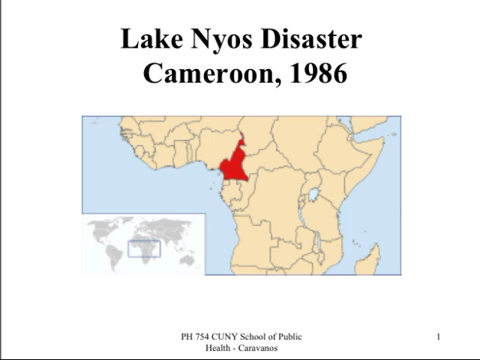 Lake Nyos Disaster
Cameroon, 1986
PH 754 CUNY School of Public
Health - Caravanos
1